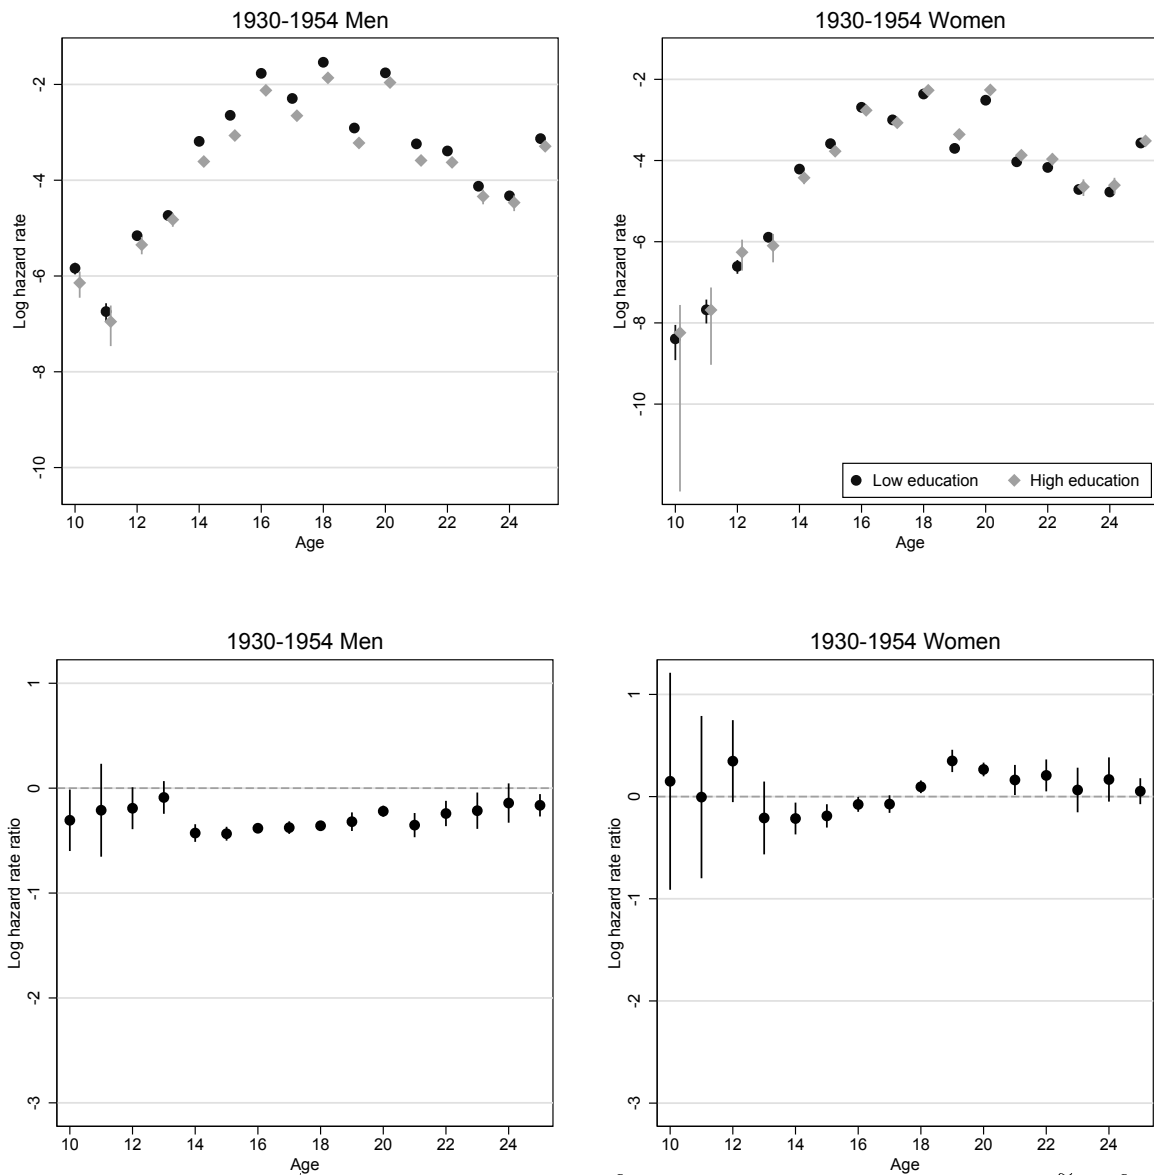 1930-1954 Men
-2
-4
-6
-8
-10
Log hazard rate
10 12 14 16 18 20 22 24
Age
1930-1954 Women
-2
-4
-6
-8
-10
Log hazard rate
Low education High education
10 12 14 16 18 20 22 24
Age
1930-1954 Men
1
0
-1
-2
-3
Log hazard rate ratio
10 12 14 16 18 20 22 24
Age
1930-1954 Women
1
0
-1
-2
-3
Log hazard rate ratio
10 12 14 16 18 20 22 24
Age